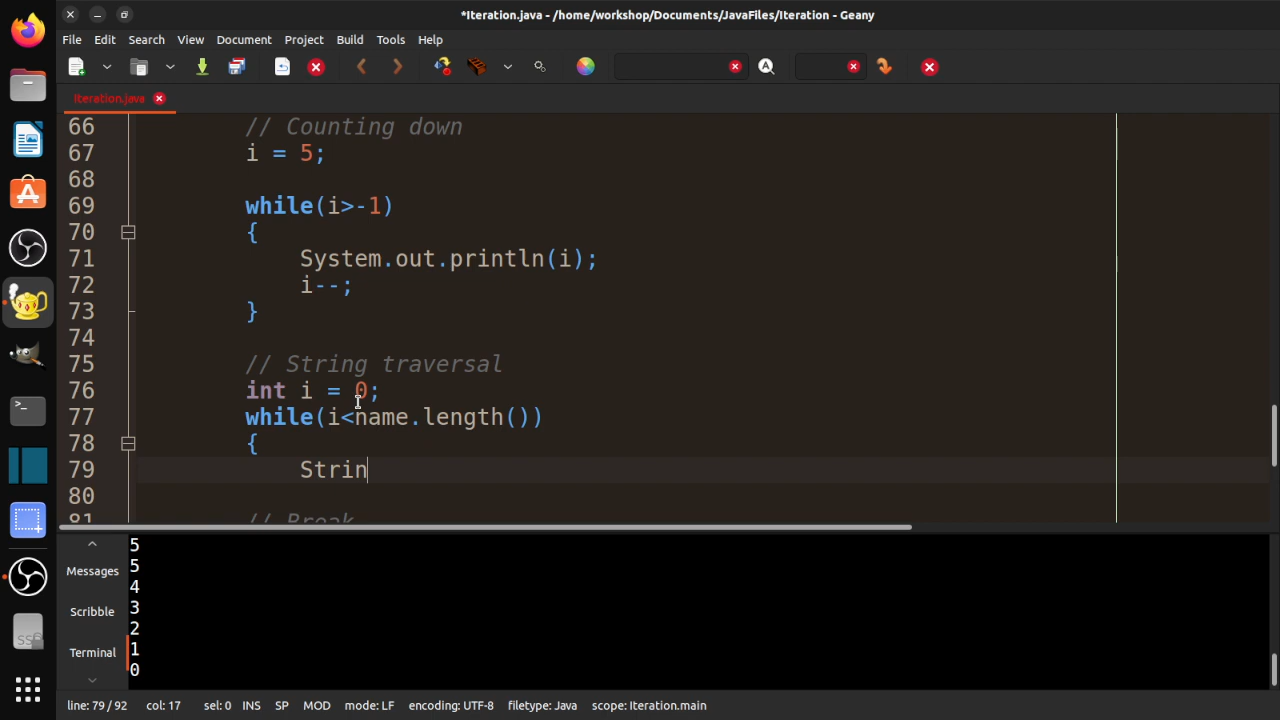 *Iteration.java - /home/workshop/Documents/JavaFiles/Iteration - Geany
File Edit Search View Document Project Build Tools Help
Iteration.java
66 // Counting down
67 i = 5;
68
69 while(i>-1)
70 {
71 System.out.println(i);
72 i--;
73 }
74
75 // String traversal
76 int i = 0;
77 while(i<name.length())
78 {
79 Strin
80
81 // Break
Messages
Scribble
Terminal
5
5
4
3
2
1
0
line: 79 / 92 col: 17 sel: 0 INS SP MOD mode: LF encoding: UTF-8 filetype: Java scope: Iteration.main